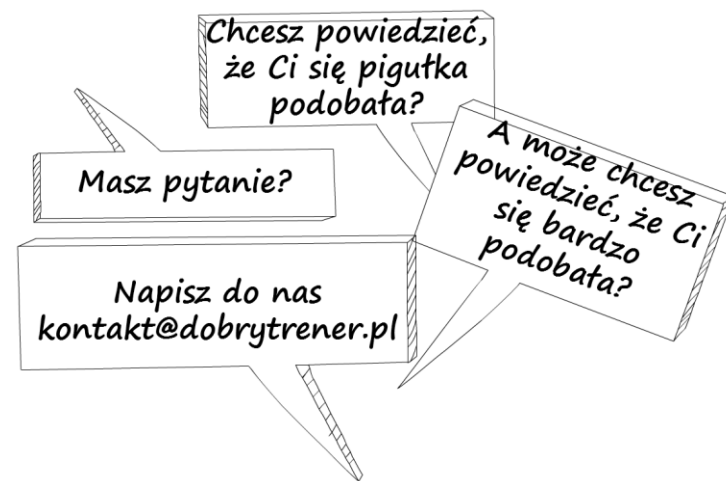 Chcesz powiedzieć,
że Ci się pigułka
podobała?
Masz pytanie?
A może chcesz
powiedzieć, że Ci
się bardzo
podobała?
Napisz do nas
kontakt@dobrytrener.pl